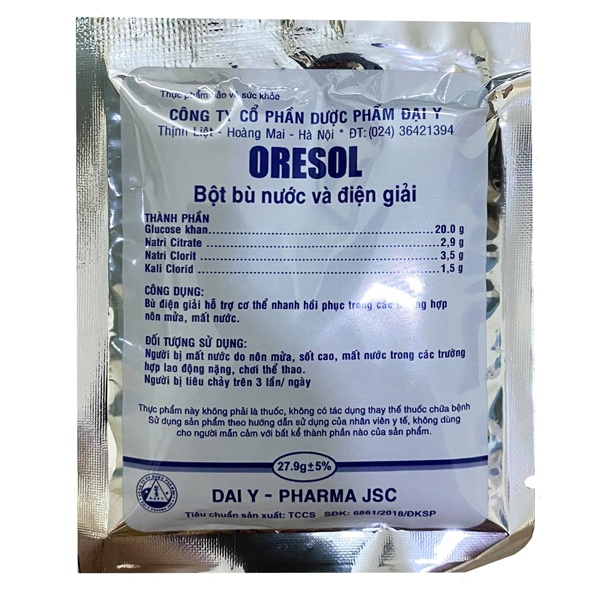 Thực phẩm bảo vệ sức khỏe
CÔNG TY CỔ PHẦN DƯỢC PHẨM ĐẠI Y
Thịnh Liệt - Hoàng Mai - Hà Nội * ĐT: (024) 36421394
ORESOL
Bột bù nước và điện giải
THÀNH PHẦN
Glucose khan 20.0 g
Natri Citrate 2,9 g
Natri Clorit 3,5 g
Kali Clorid 1,5 g
CÔNG DỤNG:
Bù điện giải hỗ trợ cơ thể nhanh hồi phục trong các trường hợp
nôn mửa, mất nước.
ĐỐI TƯỢNG SỬ DỤNG:
Người bị mất nước do nôn mửa, sốt cao, mất nước trong các trường
hợp lao động nặng, chơi thể thao.
Người bị tiêu chảy trên 3 lần/ ngày
Thực phẩm này không phải là thuốc, không có tác dụng thay thế thuốc chữa bệnh
Sử dụng sản phẩm theo hướng dẫn sử dụng của nhân viên y tế, không dùng
cho người mẫn cảm với bất kể thành phần nào của sản phẩm.
27.9g±5%
DAI Y - PHARMA JSC
Tiêu chuẩn sản xuất: TCCS SĐK: 6861/2018/ĐKSP